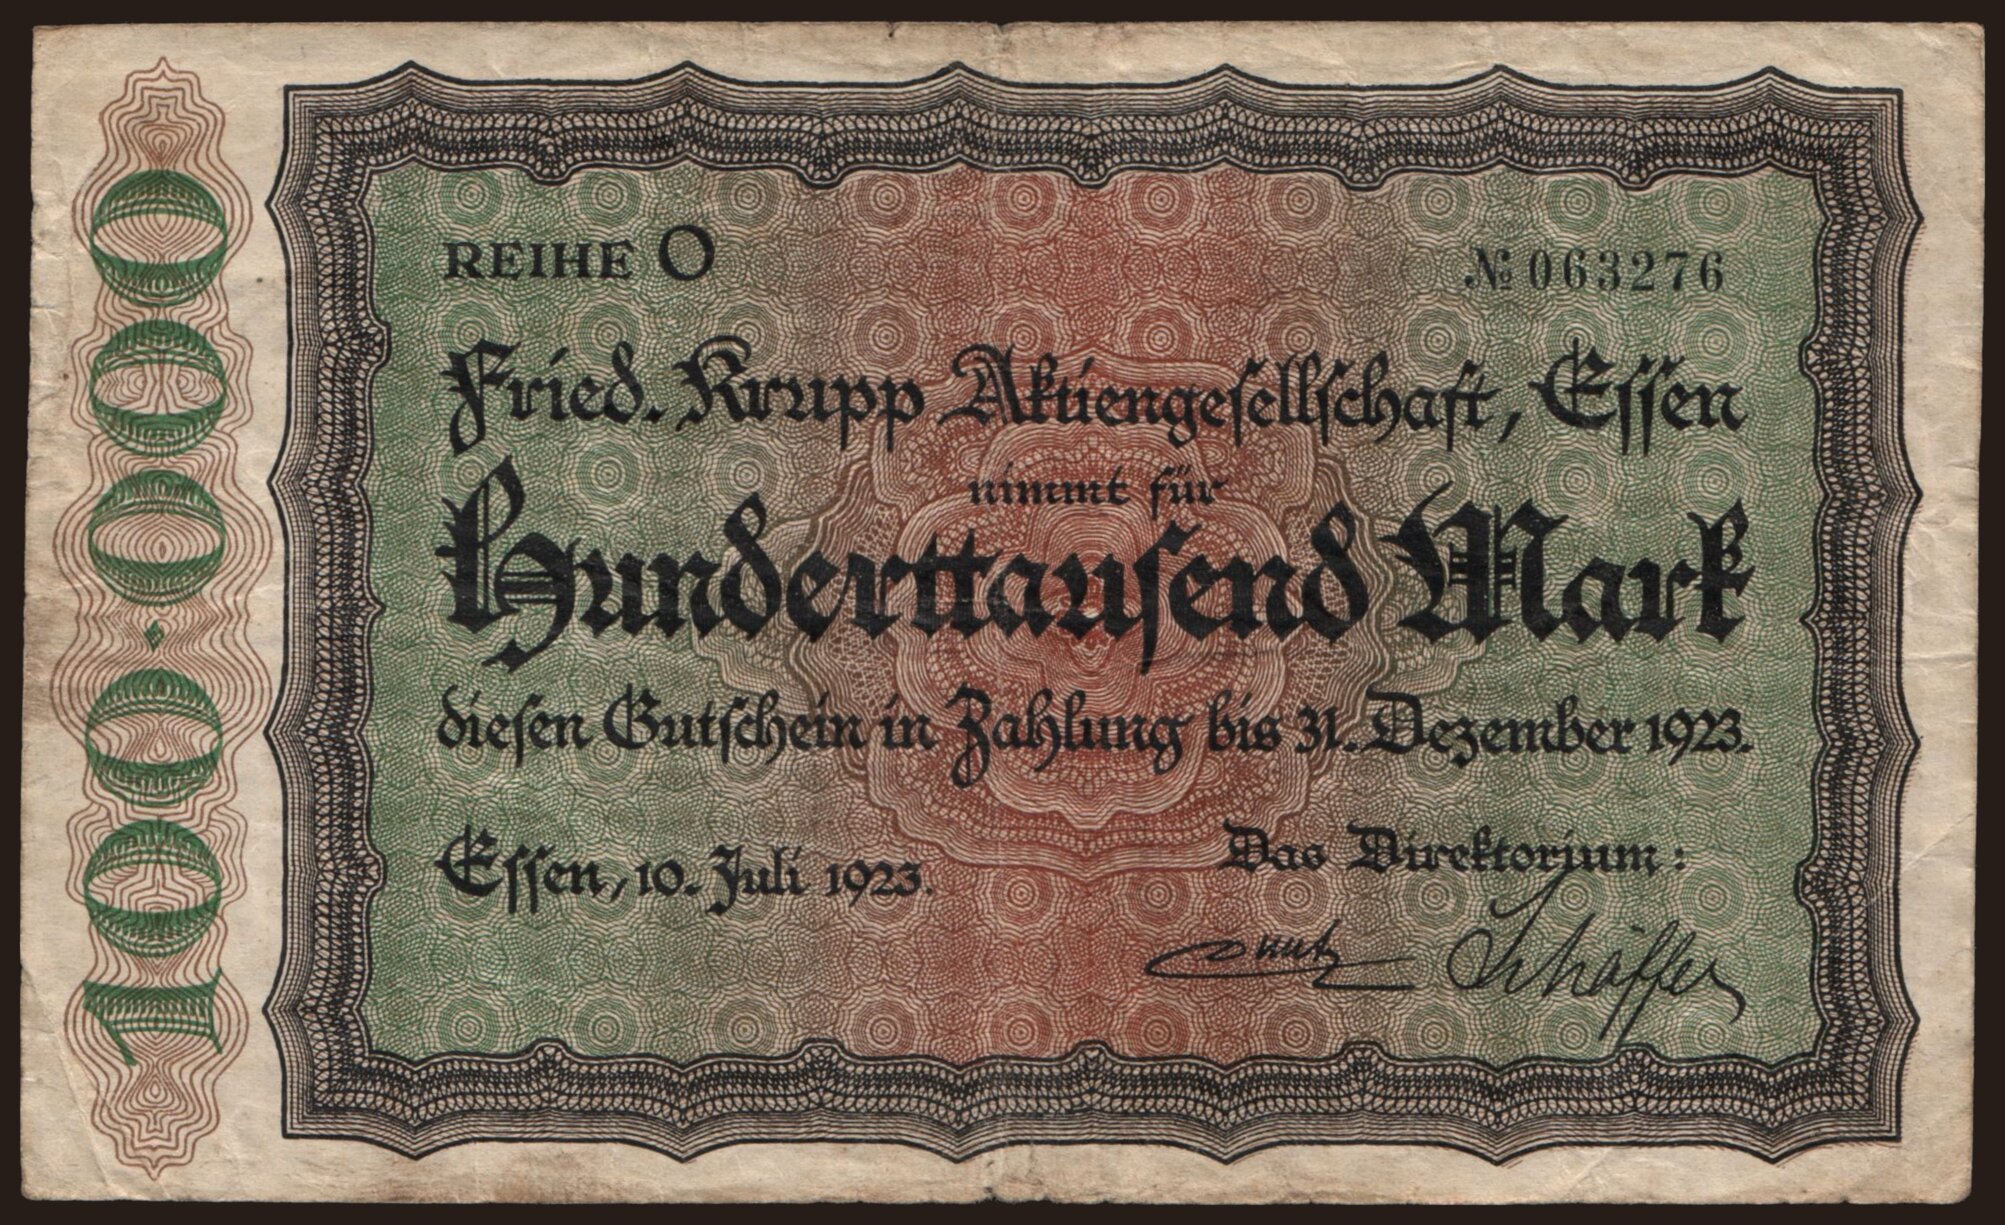 100·000
REIHE O
№ 063276
Fried. Krupp Aktiengesellschaft, Essen
nimmt für
Hunderttausend Mark
diesen Gutschein in Zahlung bis 31. Dezember 1923.
Essen, 10. Juli 1923.
Das Direktorium:
Schäffer